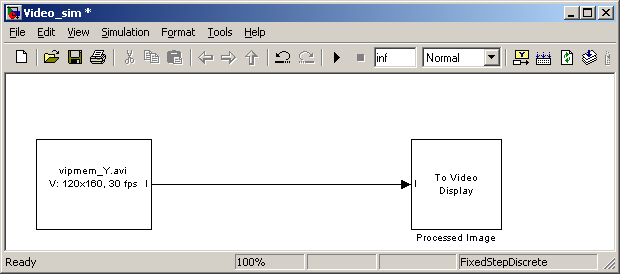 Video_sim *
File Edit View Simulation Format Tools Help
inf Normal
vipmem_Y.avi
V: 120x160, 30 fps I
I To Video
Display
Processed Image
Ready 100% FixedStepDiscrete